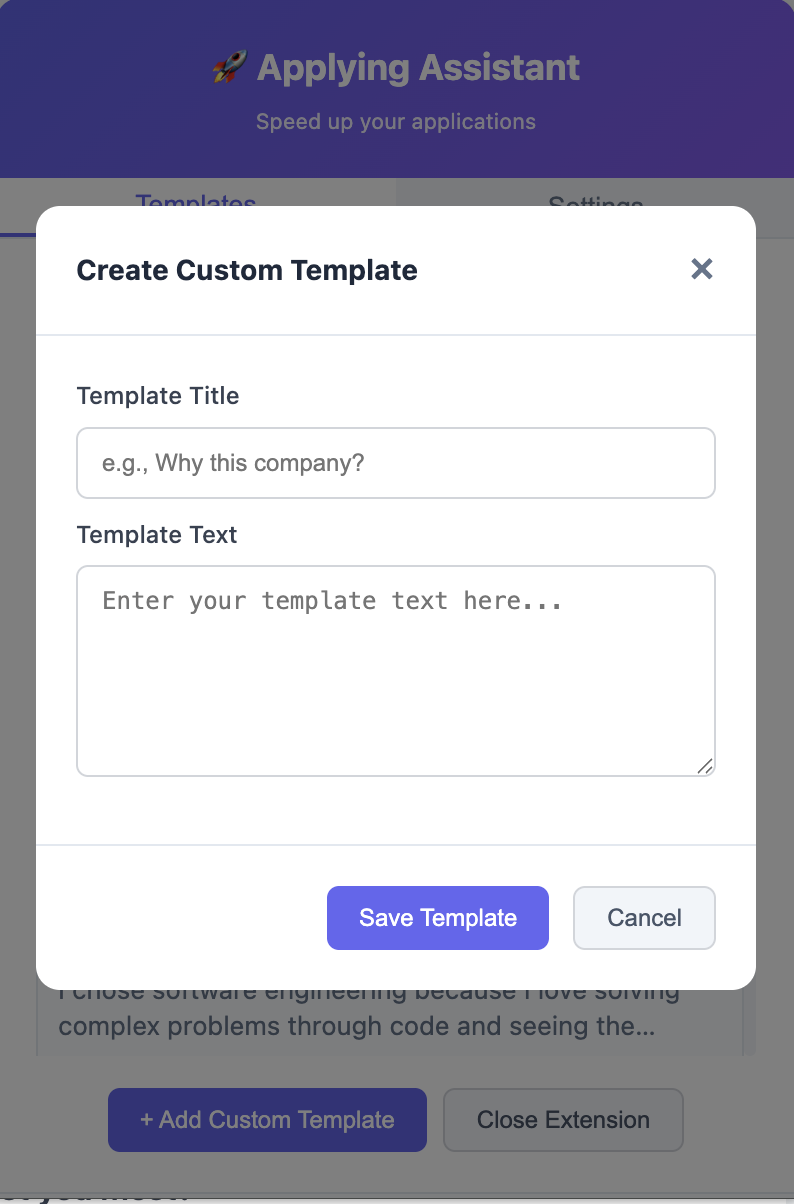 🚀 Applying Assistant
Speed up your applications
Templates
Settings
Create Custom Template
×
Template Title
e.g., Why this company?
Template Text
Enter your template text here...
Save Template
Cancel
I chose software engineering because I love solving
complex problems through code and seeing the...
+ Add Custom Template
Close Extension